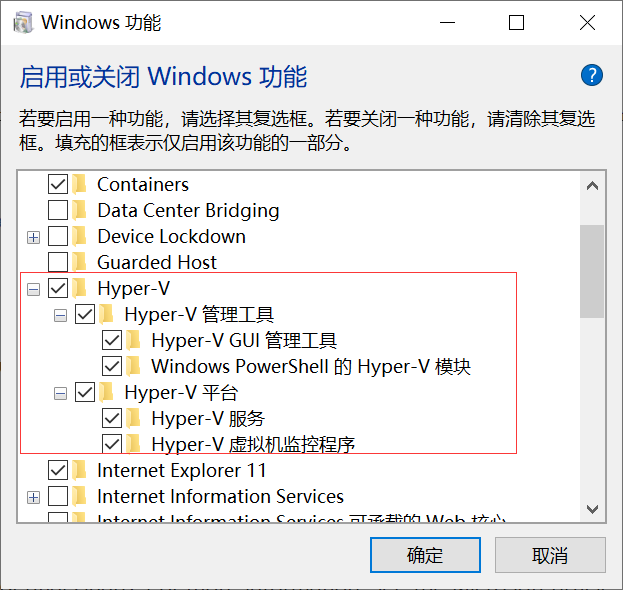 Windows 功能
启用或关闭 Windows 功能
若要启用一种功能，请选择其复选框。若要关闭一种功能，请清除其复选
框。填充的框表示仅启用该功能的一部分。
Containers
Data Center Bridging
Device Lockdown
Guarded Host
Hyper-V
Hyper-V 管理工具
Hyper-V GUI 管理工具
Windows PowerShell 的 Hyper-V 模块
Hyper-V 平台
Hyper-V 服务
Hyper-V 虚拟机监控程序
Internet Explorer 11
Internet Information Services
Internet Information Services 可承载的 Web 核心
确定
取消